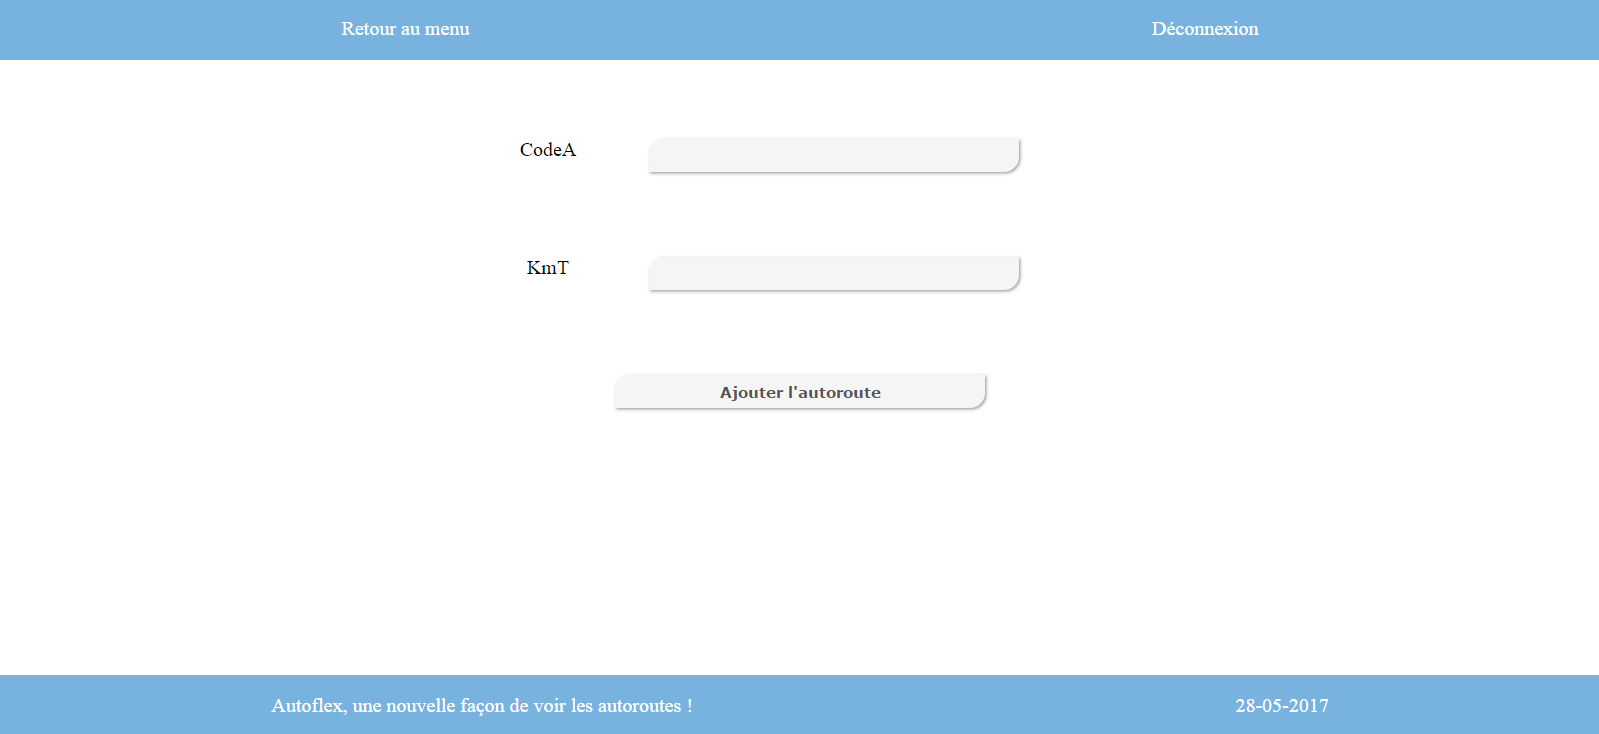 Retour au menu
Déconnexion
CodeA
KmT
Ajouter l'autoroute
Autoflex, une nouvelle façon de voir les autoroutes !
28-05-2017